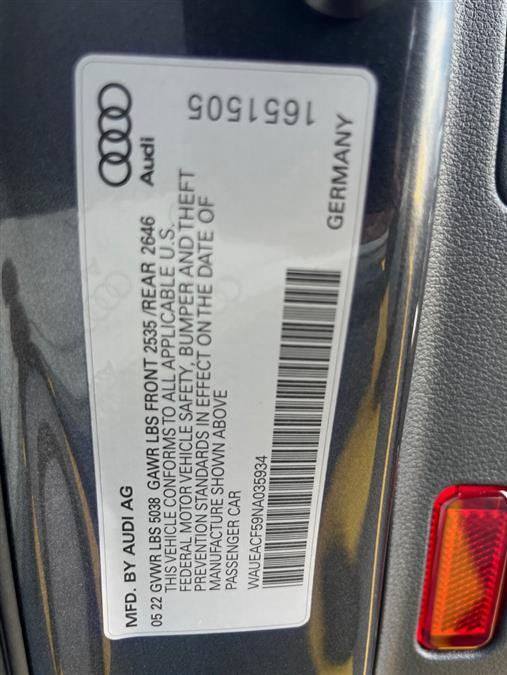 MFD. BY AUDI AG
05 22 GVWR LBS 5038 GAWR LBS FRONT 2535 /REAR 2646
THIS VEHICLE CONFORMS TO ALL APPLICABLE U.S.
FEDERAL MOTOR VEHICLE SAFETY, BUMPER AND THEFT
PREVENTION STANDARDS IN EFFECT ON THE DATE OF
MANUFACTURE SHOWN ABOVE
PASSENGER CAR
WAUEACF59NA035934
GERMANY
Audi
1651505